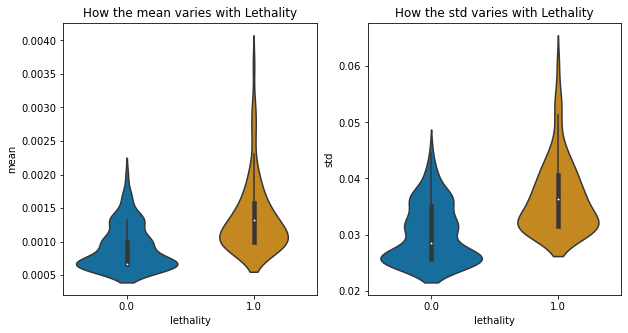 How the mean varies with Lethality
mean
0.0040
0.0035
0.0030
0.0025
0.0020
0.0015
0.0010
0.0005
0.0
1.0
lethality
How the std varies with Lethality
std
0.06
0.05
0.04
0.03
0.02
0.0
1.0
lethality